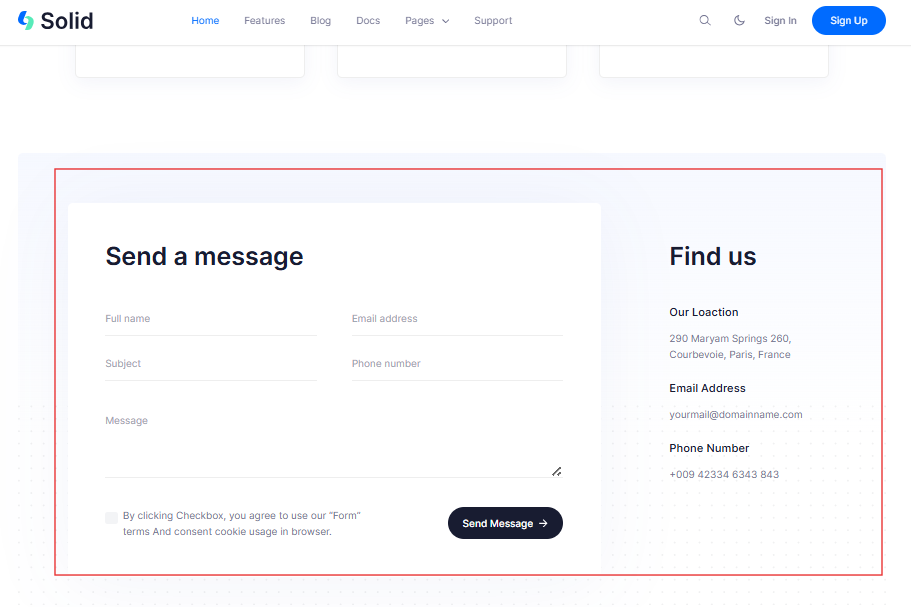 Solid
Home
Features
Blog
Docs
Pages
Support
Sign In
Sign Up
Send a message
Full name
Email address
Subject
Phone number
Message
By clicking Checkbox, you agree to use our "Form"
terms And consent cookie usage in browser.
Send Message
Find us
Our Loaction
290 Maryam Springs 260,
Courbevoie, Paris, France
Email Address
yourmail@domainname.com
Phone Number
+009 42334 6343 843